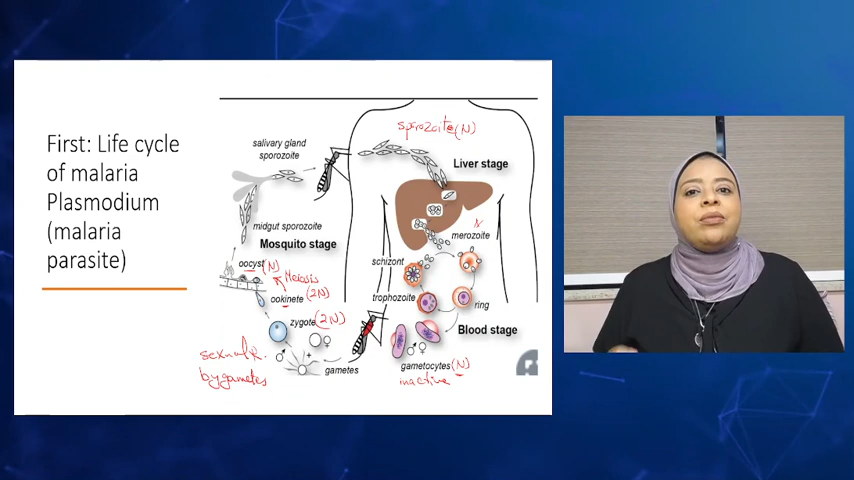 First: Life cycle
of malaria
Plasmodium
(malaria
parasite)
sporozoite(N)
salivary gland
sporozoite
Liver stage
midgut sporozoite
N
merozoite
Mosquito stage
schizont
oocyst (N)
Meiosis
ookinete (2N)
trophozoite
ring
zygote (2N)
Blood stage
sexual R.
by gametes
+
gametes
gametocytes (N)
inactive